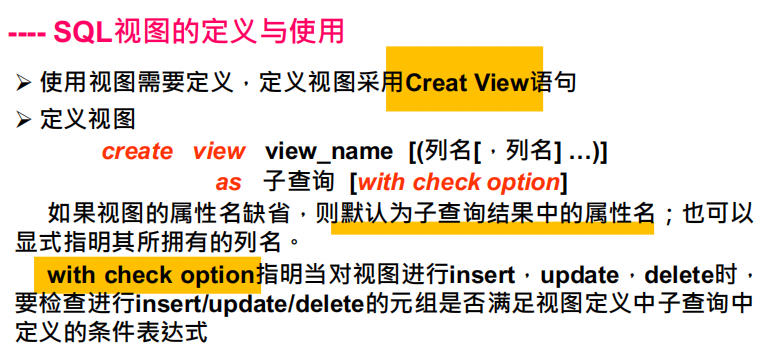 ---- SQL视图的定义与使用
➢ 使用视图需要定义，定义视图采用Creat View语句
➢ 定义视图
create view view_name [(列名[，列名] …)]
as 子查询 [with check option]
如果视图的属性名缺省，则默认为子查询结果中的属性名；也可以
显式指明其所拥有的列名。
with check option指明当对视图进行insert，update，delete时，
要检查进行insert/update/delete的元组是否满足视图定义中子查询中
定义的条件表达式